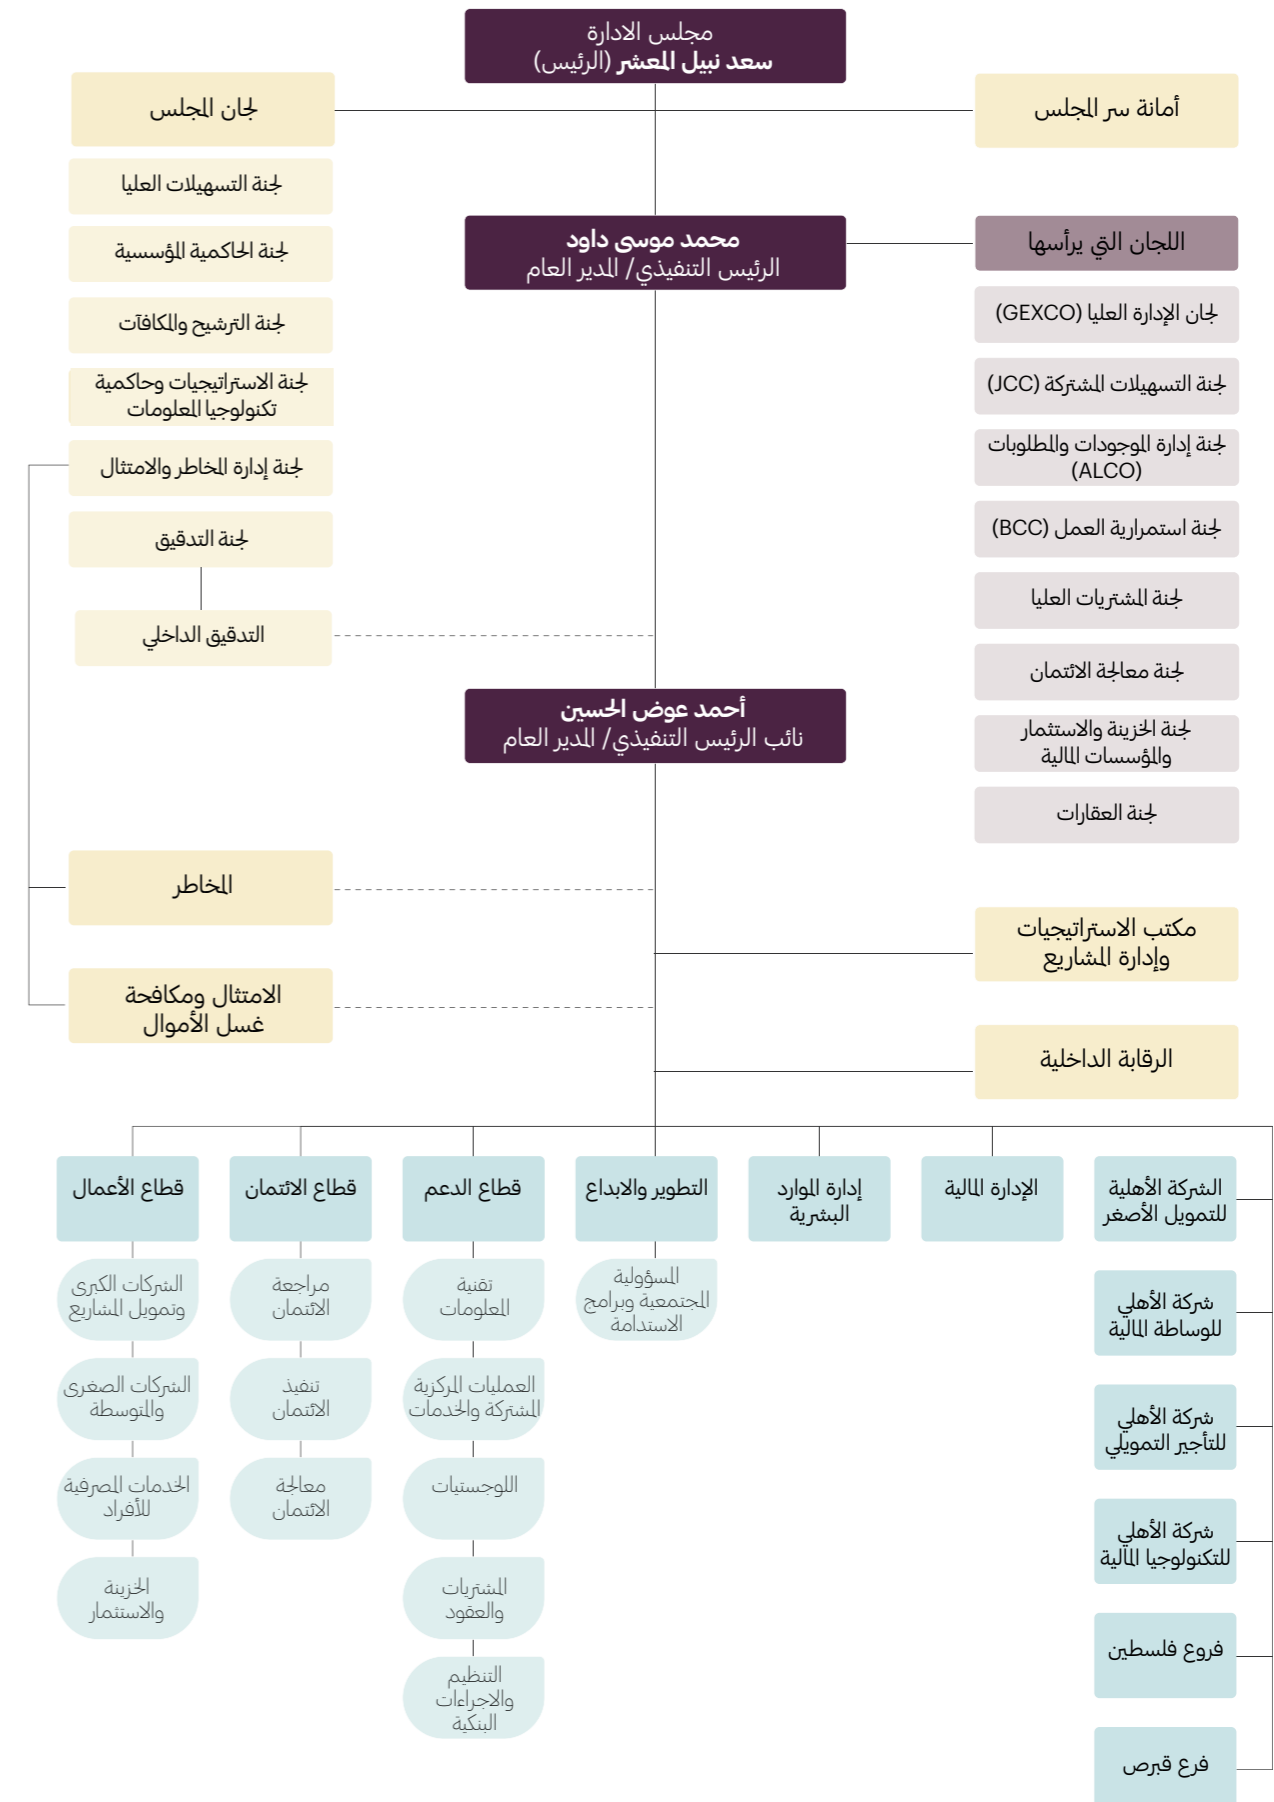 مجلس الادارة
سعد نبيل المعشر (الرئيس)
أمانة سر المجلس
لجان المجلس
لجنة التسهيلات العليا
لجنة الحاكمية المؤسسية
لجنة الترشيح والمكافآت
لجنة الاستراتيجيات وحاكمية
تكنولوجيا المعلومات
لجنة إدارة المخاطر والامتثال
لجنة التدقيق
التدقيق الداخلي
محمد موسى داود
الرئيس التنفيذي/ المدير العام
اللجان التي يرأسها
لجان الإدارة العليا (GEXCO)
لجنة التسهيلات المشتركة (JCC)
لجنة إدارة الموجودات والمطلوبات
(ALCO)
لجنة استمرارية العمل (BCC)
لجنة المشتريات العليا
لجنة معالجة الائتمان
لجنة الخزينة والاستثمار
والمؤسسات المالية
لجنة العقارات
أحمد عوض الحسين
نائب الرئيس التنفيذي/ المدير العام
المخاطر
الامتثال ومكافحة
غسل الأموال
مكتب الاستراتيجيات
وإدارة المشاريع
الرقابة الداخلية
الشركة الأهلية
للتمويل الأصغر
شركة الأهلي
للوساطة المالية
شركة الأهلي
للتأجير التمويلي
شركة الأهلي
للتكنولوجيا المالية
فروع فلسطين
فرع قبرص
الإدارة المالية
إدارة الموارد
البشرية
التطوير والابداع
المسؤولية
المجتمعية وبرامج
الاستدامة
قطاع الدعم
تقنية
المعلومات
العمليات المركزية
المشتركة والخدمات
اللوجستيات
المشتريات
والعقود
التنظيم
والاجراءات
البنكية
قطاع الائتمان
مراجعة
الائتمان
تنفيذ
الائتمان
معالجة
الائتمان
قطاع الأعمال
الشركات الكبرى
وتمويل المشاريع
الشركات الصغرى
والمتوسطة
الخدمات المصرفية
للأفراد
الخزينة
والاستثمار